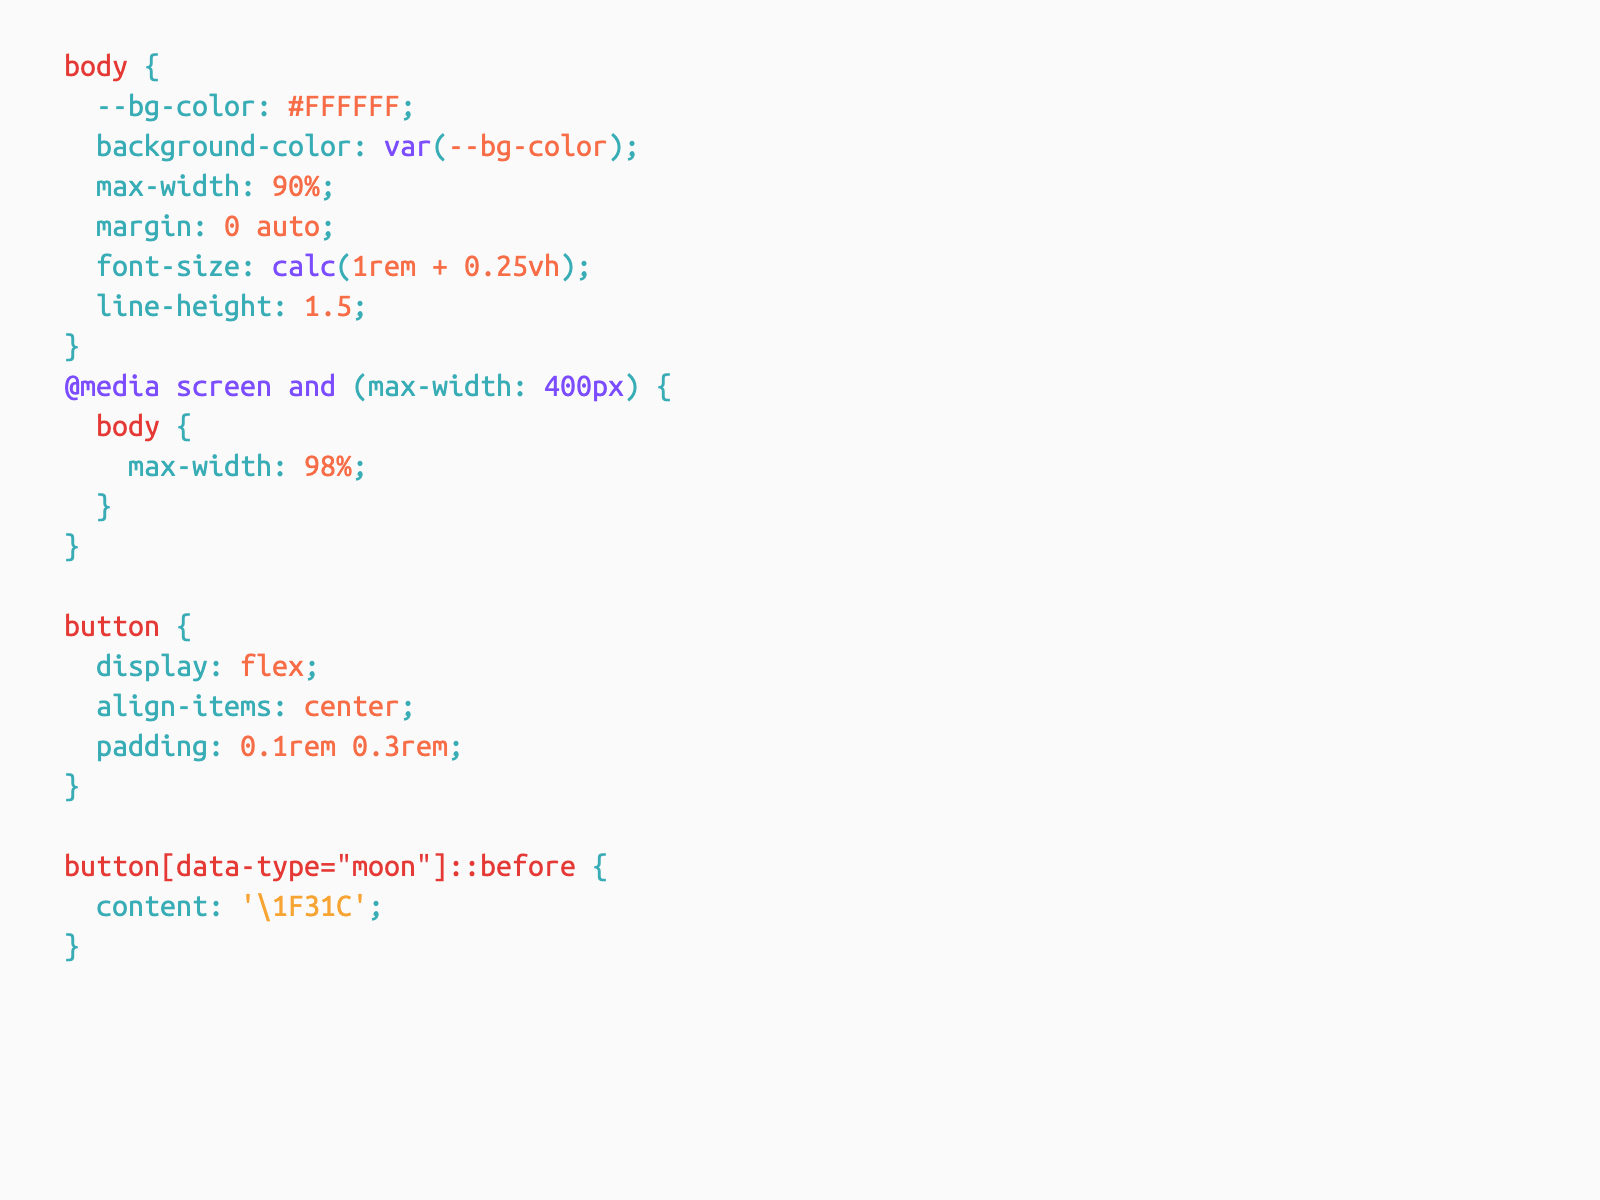 body {
  --bg-color: #FFFFFF;
  background-color: var(--bg-color);
  max-width: 90%;
  margin: 0 auto;
  font-size: calc(1rem + 0.25vh);
  line-height: 1.5;
}
@media screen and (max-width: 400px) {
  body {
    max-width: 98%;
  }
}

button {
  display: flex;
  align-items: center;
  padding: 0.1rem 0.3rem;
}

button[data-type="moon"]::before {
  content: '\1F31C';
}